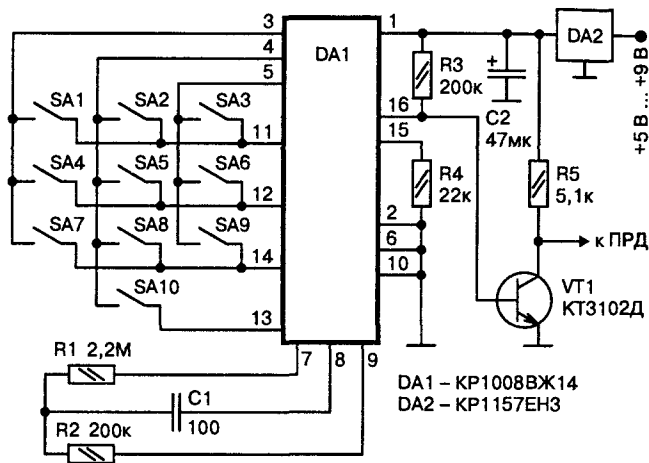 3
1
4
DA1
DA2
5
R3
200к
+
C2
47мк
+5 В ... +9 В
SA1
SA2
SA3
16
11
15
SA4
SA5
SA6
R4
22к
R5
5,1к
12
SA7
SA8
SA9
2
к ПРД
6
14
10
SA10
VT1
КТ3102Д
13
R1 2,2М
7
8
9
C1
100
DA1 – КР1008ВЖ14
DA2 – КР1157ЕН3
R2 200к